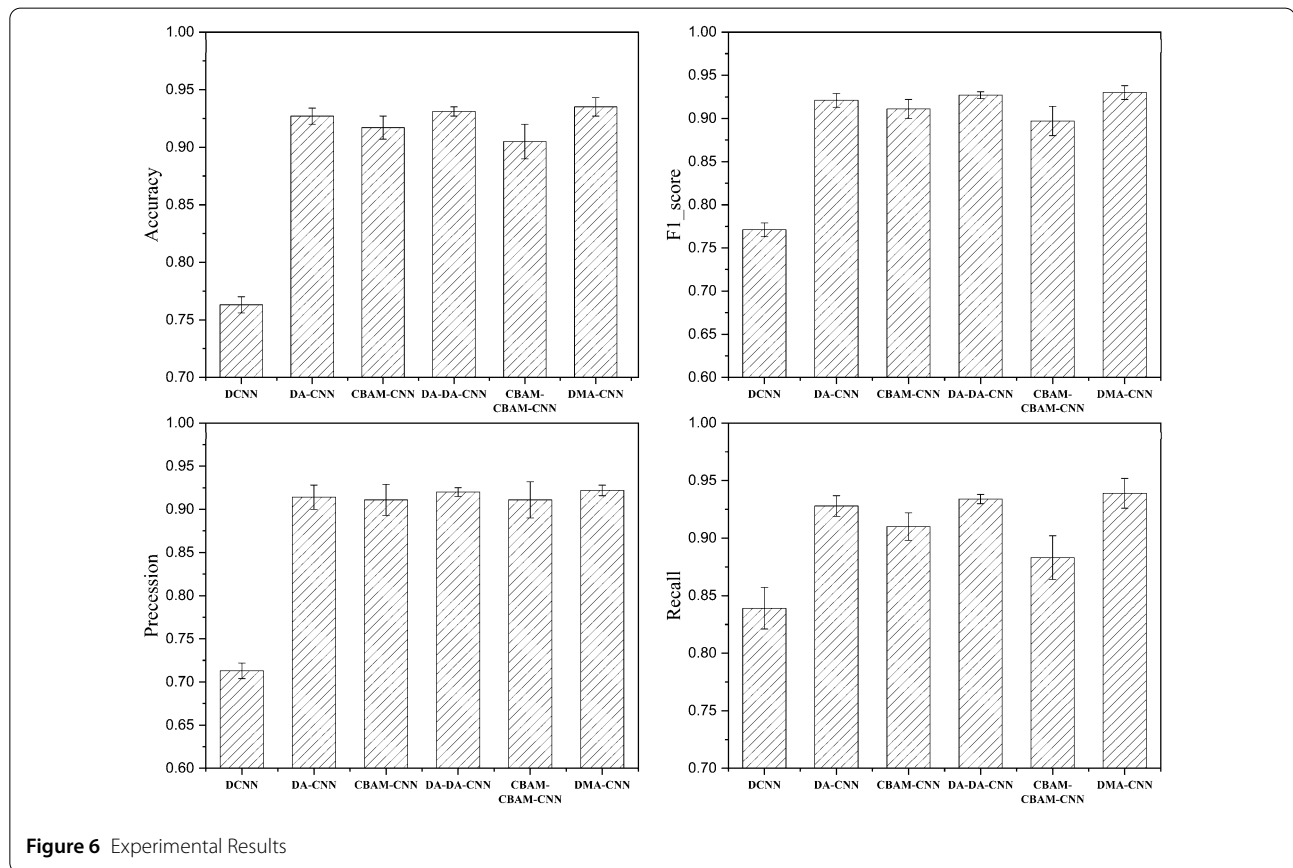 1.00
0.95
0.90
0.85
0.80
0.75
0.70
Accuracy
DCNN DA-CNN CBAM-CNN DA-DA-CNN CBAM- DMA-CNN
CBAM-CNN
1.00
0.95
0.90
0.85
0.80
0.75
0.70
0.65
0.60
F1_score
DCNN DA-CNN CBAM-CNN DA-DA-CNN CBAM- DMA-CNN
CBAM-CNN
1.00
0.95
0.90
0.85
0.80
0.75
0.70
0.65
0.60
Precession
DCNN DA-CNN CBAM-CNN DA-DA-CNN CBAM- DMA-CNN
CBAM-CNN
1.00
0.95
0.90
0.85
0.80
0.75
0.70
Recall
DCNN DA-CNN CBAM-CNN DA-DA-CNN CBAM- DMA-CNN
CBAM-CNN
Figure 6 Experimental Results